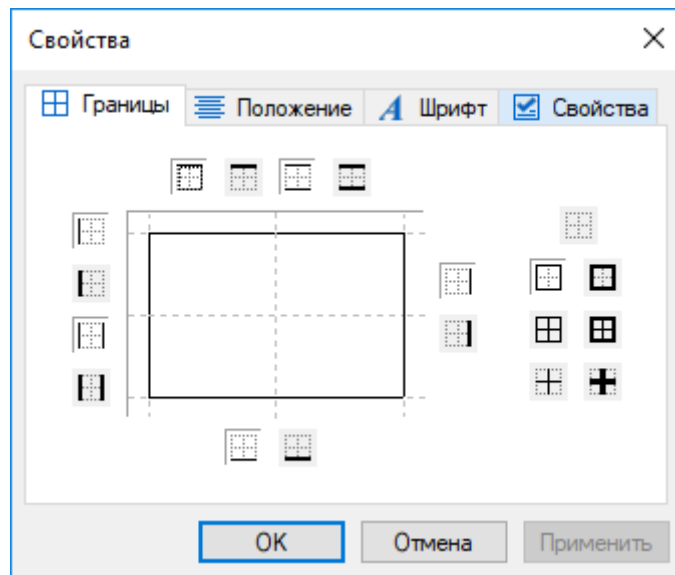 Свойства
Границы Положение Шрифт Свойства
OK Отмена Применить